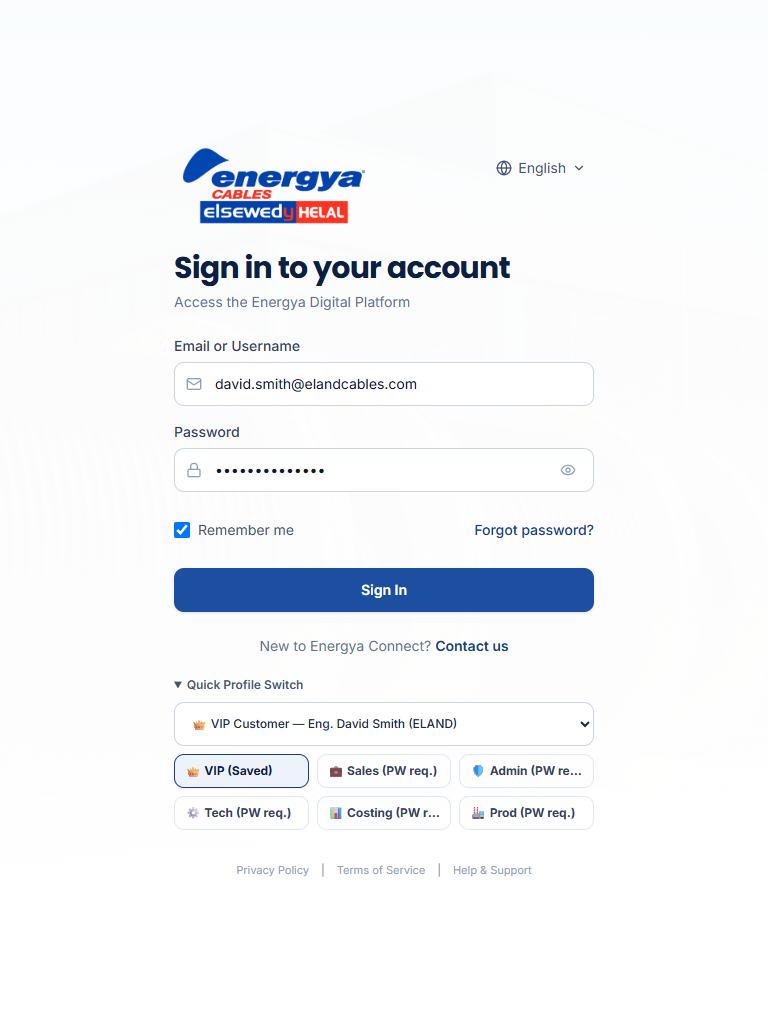 energya
CABLES
elsewedy HELAL
English
Sign in to your account
Access the Energya Digital Platform
Email or Username
david.smith@elandcables.com
Password
••••••••••••••
Remember me
Forgot password?
Sign In
New to Energya Connect? Contact us
▼ Quick Profile Switch
👑 VIP Customer — Eng. David Smith (ELAND)
👑 VIP (Saved)
💼 Sales (PW req.)
🛡️ Admin (PW re...
⚙️ Tech (PW req.)
📊 Costing (PW r...
🏭 Prod (PW req.)
Privacy Policy | Terms of Service | Help & Support